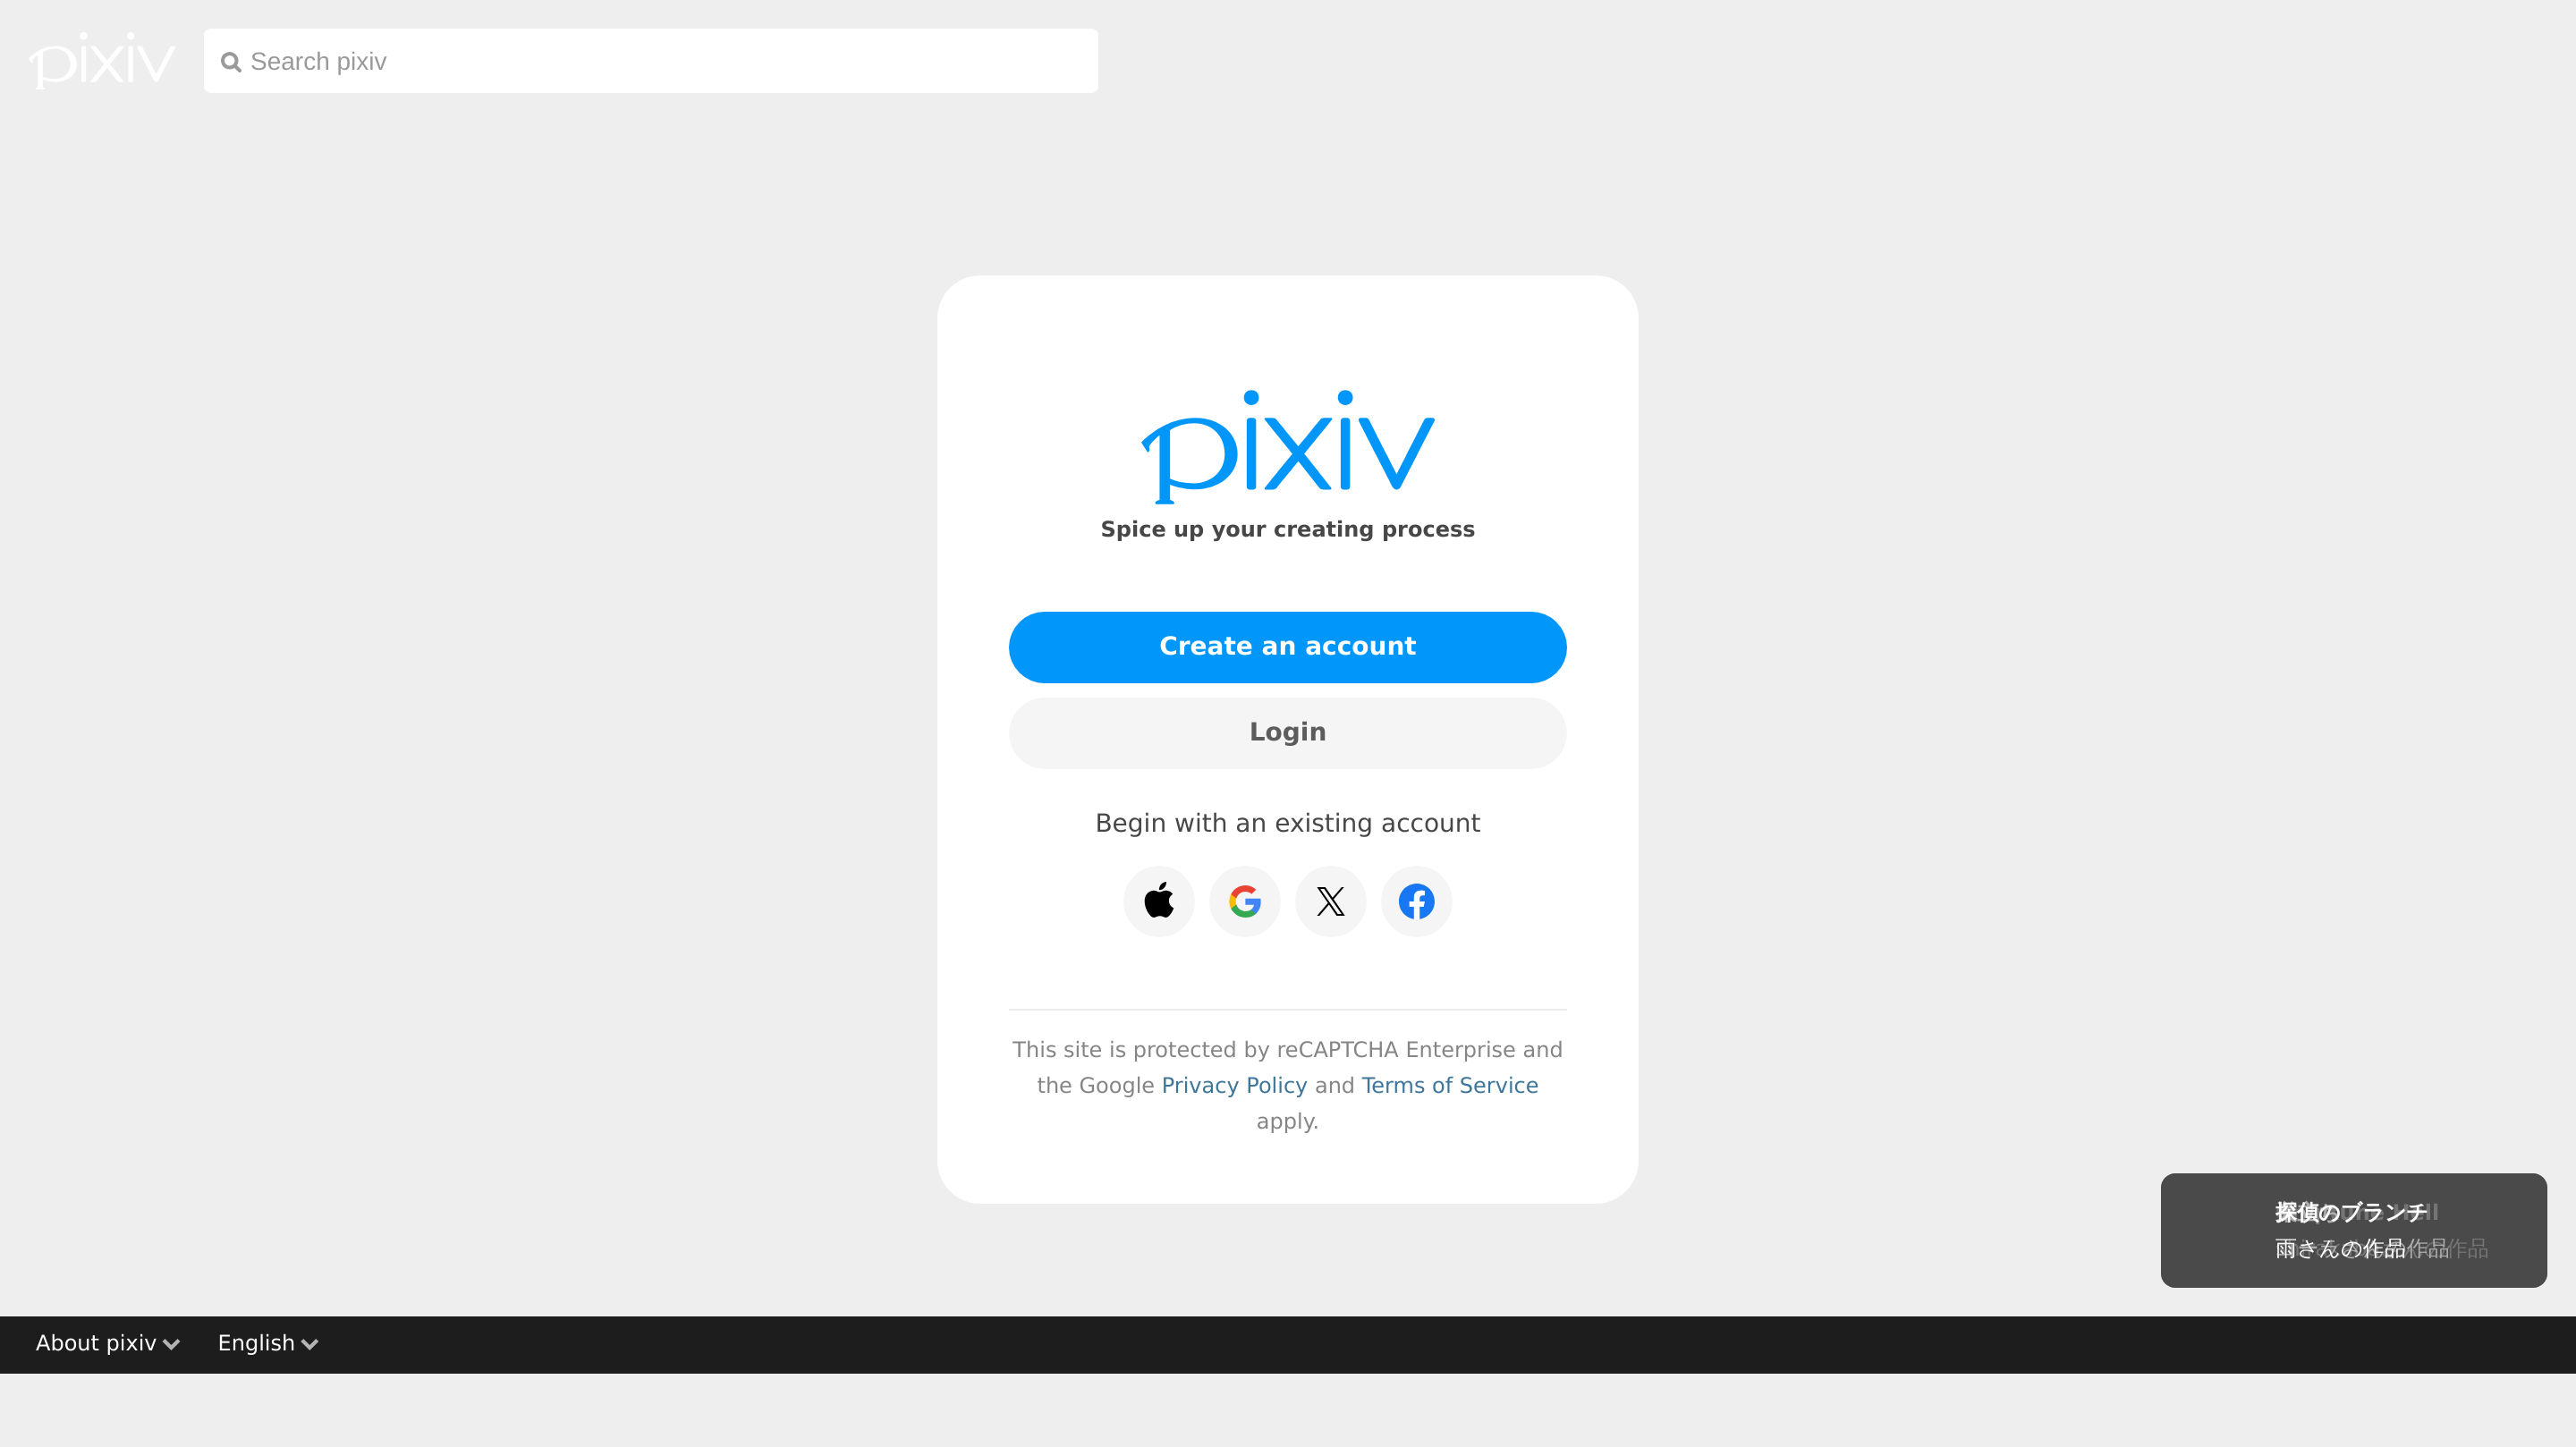 pixiv
Search pixiv
pixiv
Spice up your creating process
Create an account
Login
Begin with an existing account
This site is protected by reCAPTCHA Enterprise and
the Google Privacy Policy and Terms of Service
apply.
探偵のブランチ
雨さんの作品
About pixiv
English